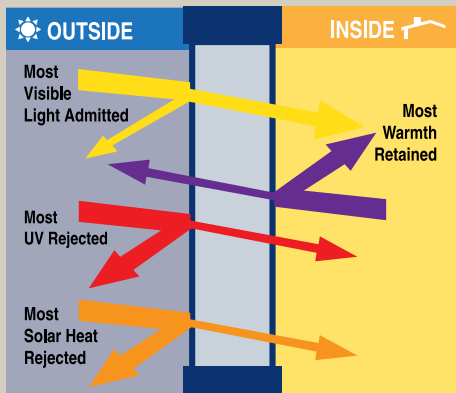 OUTSIDE
INSIDE
Most
Visible
Light Admitted
Most
Warmth
Retained
Most
UV Rejected
Most
Solar Heat
Rejected